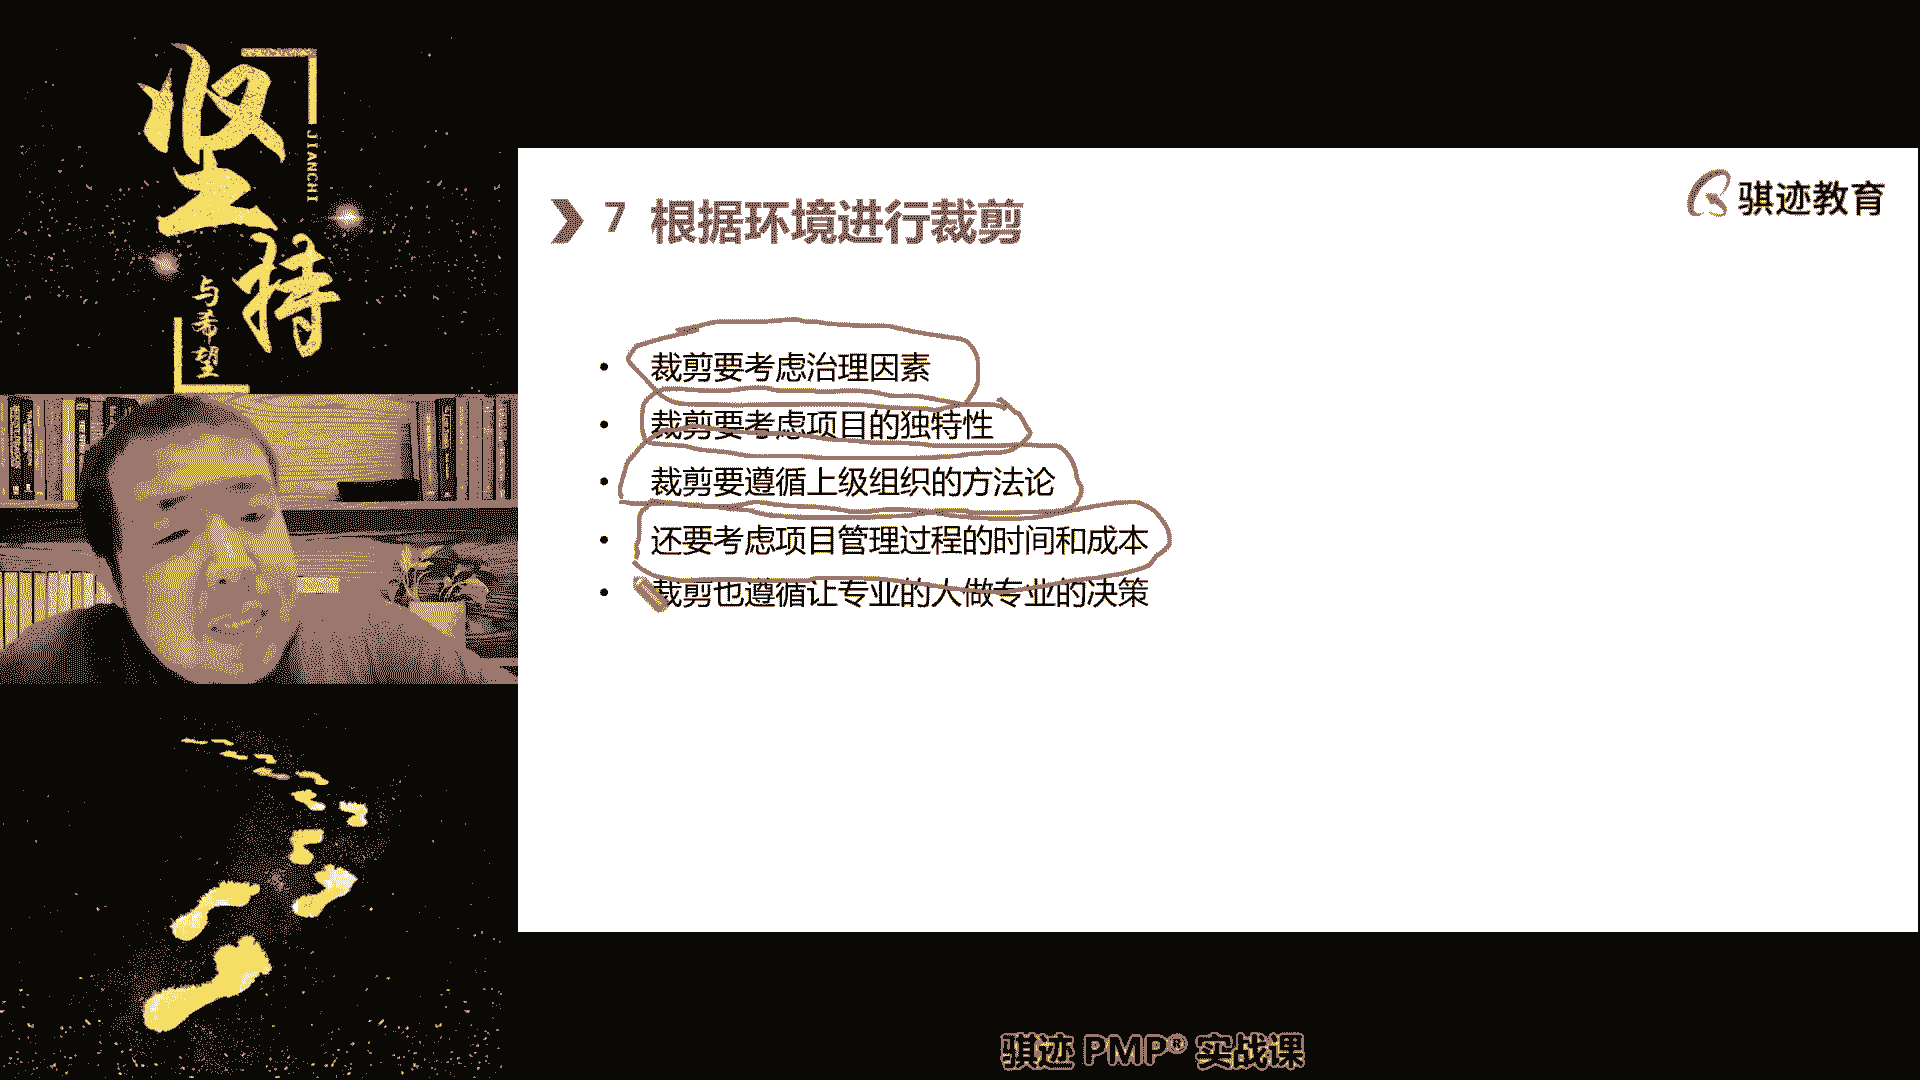 坚持
JIANCHI
与希望
骐迹教育
7 根据环境进行裁剪
• 裁剪要考虑治理因素
• 裁剪要考虑项目的独特性
• 裁剪要遵循上级组织的方法论
• 还要考虑项目管理过程的时间和成本
• 裁剪也遵循让专业的人做专业的决策
骐迹 PMP® 实战课